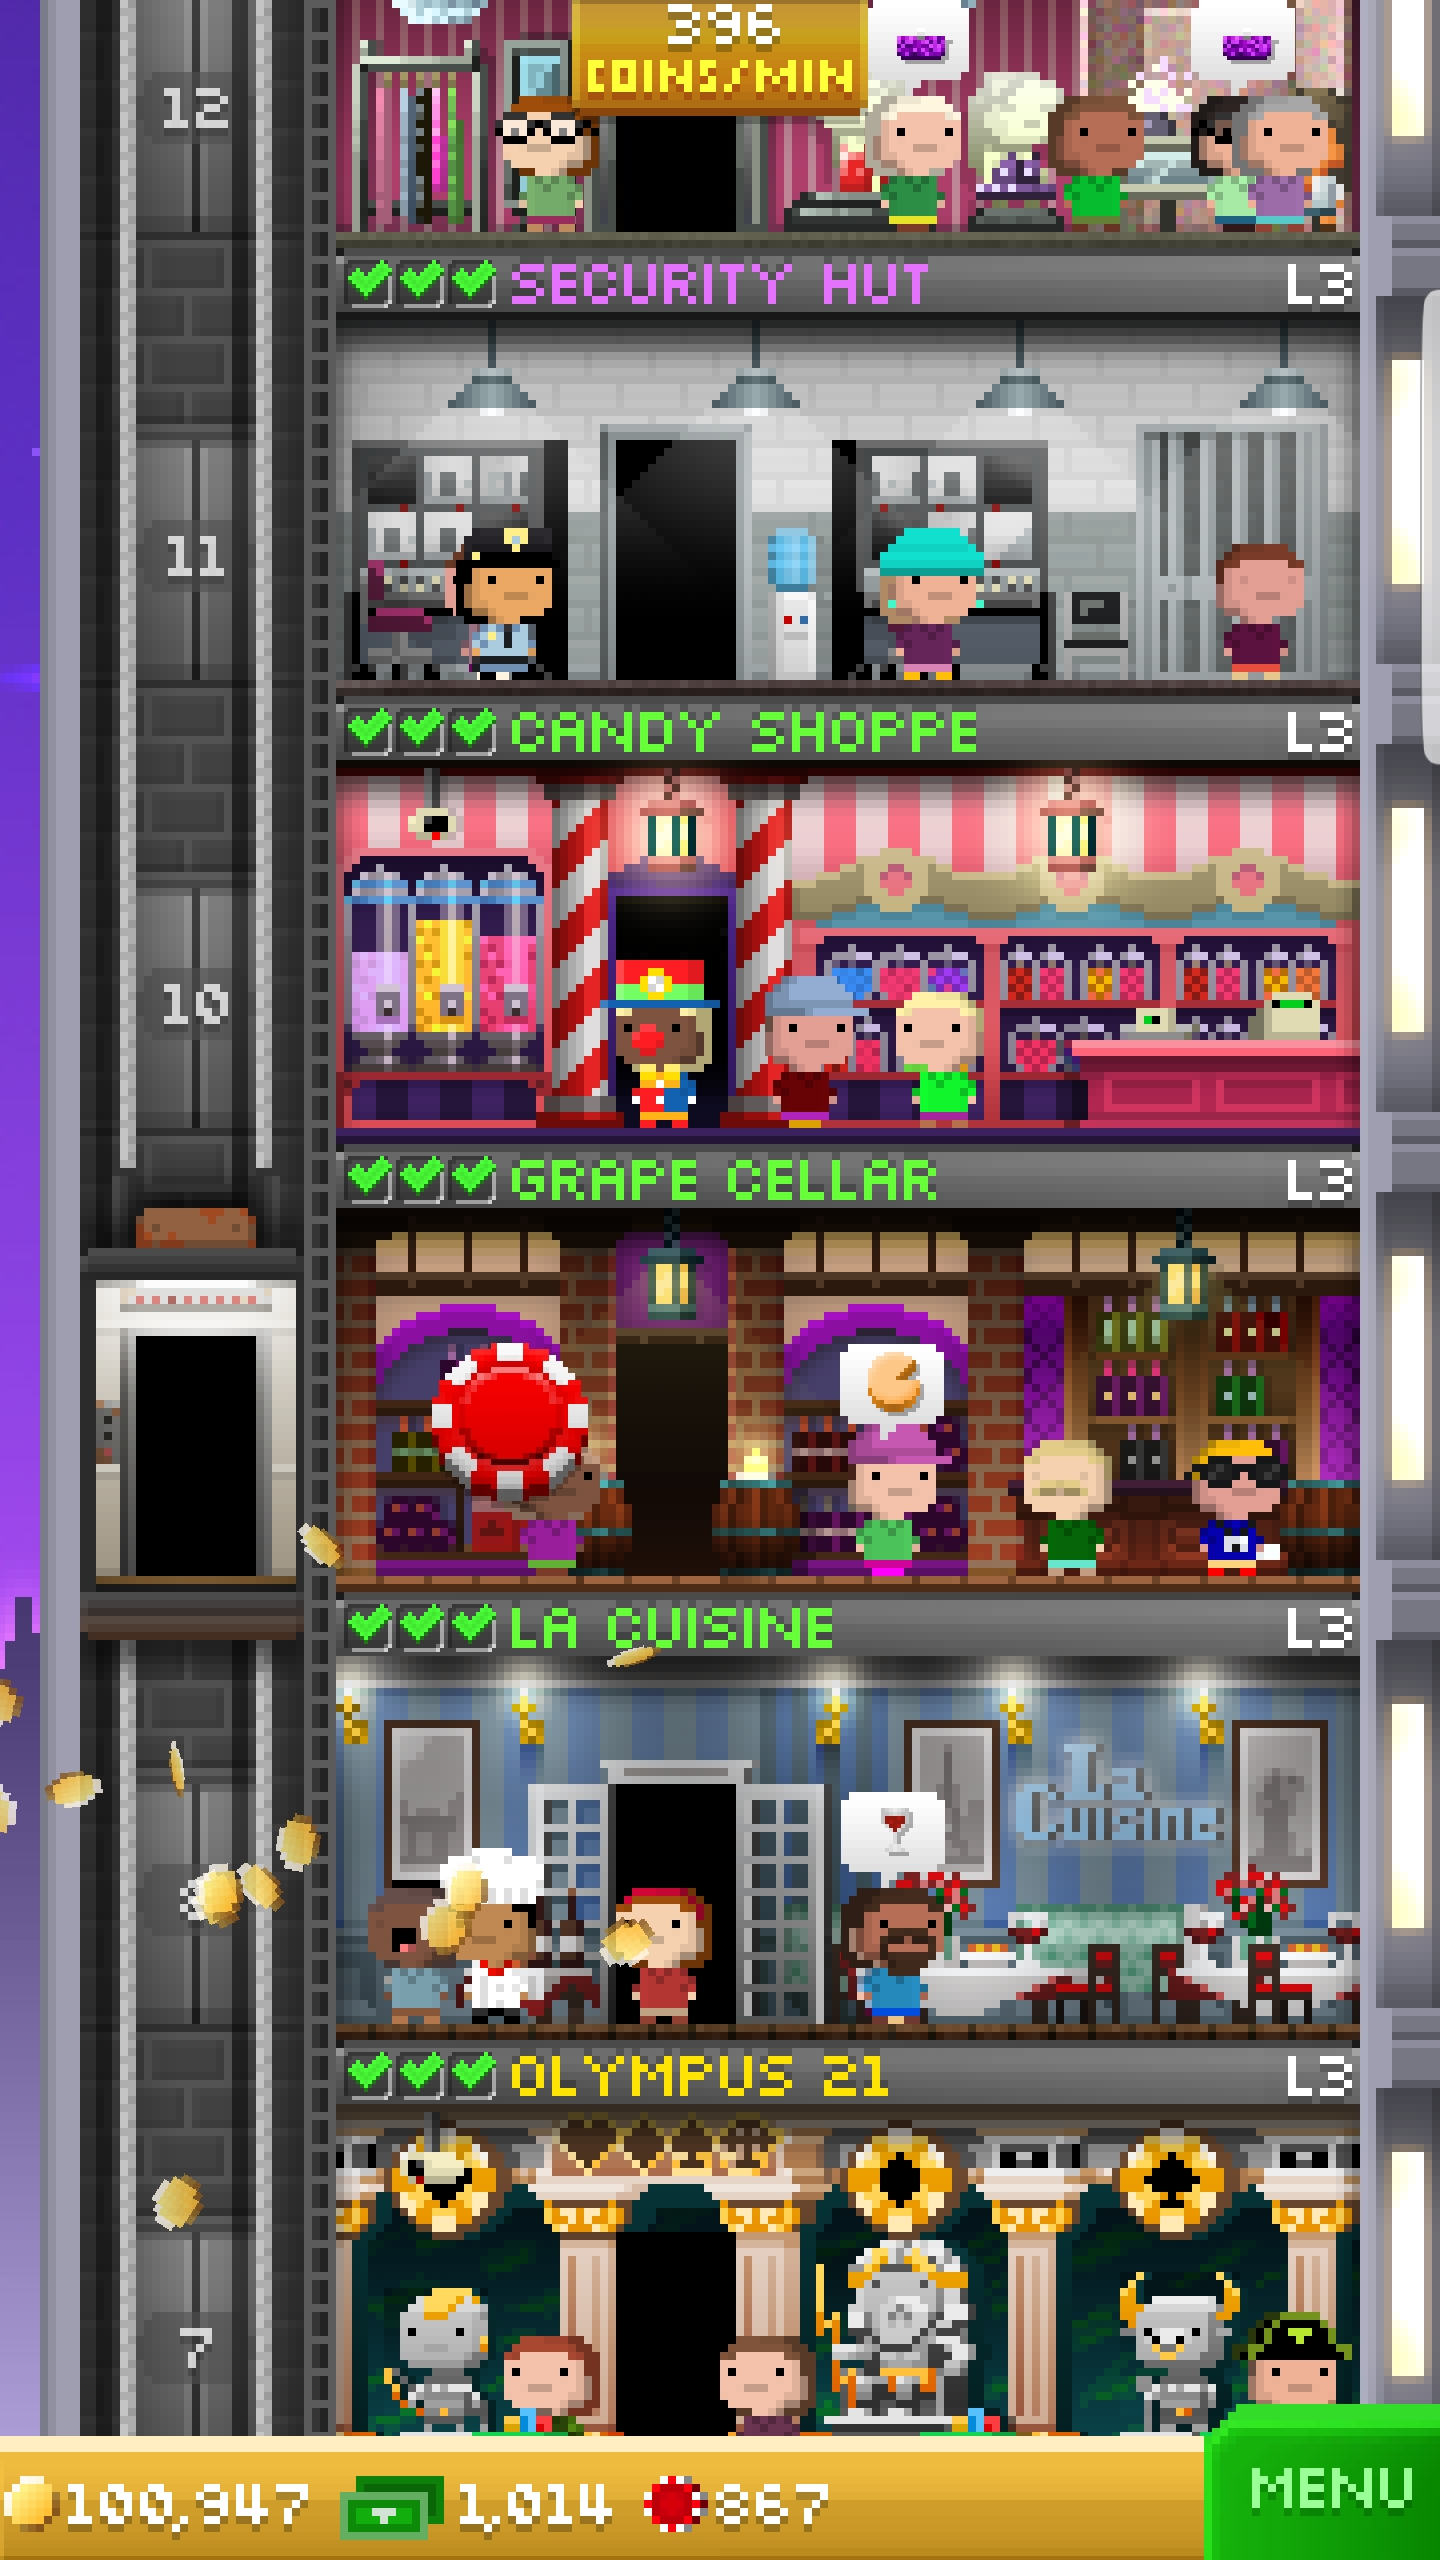 396
COINS/MIN
12
SECURITY HUT
L3
11
CANDY SHOPPE
L3
10
GRAPE CELLAR
L3
LA CUISINE
L3
La
Cuisine
OLYMPUS 21
L3
7
100,947
1,014
867
MENU